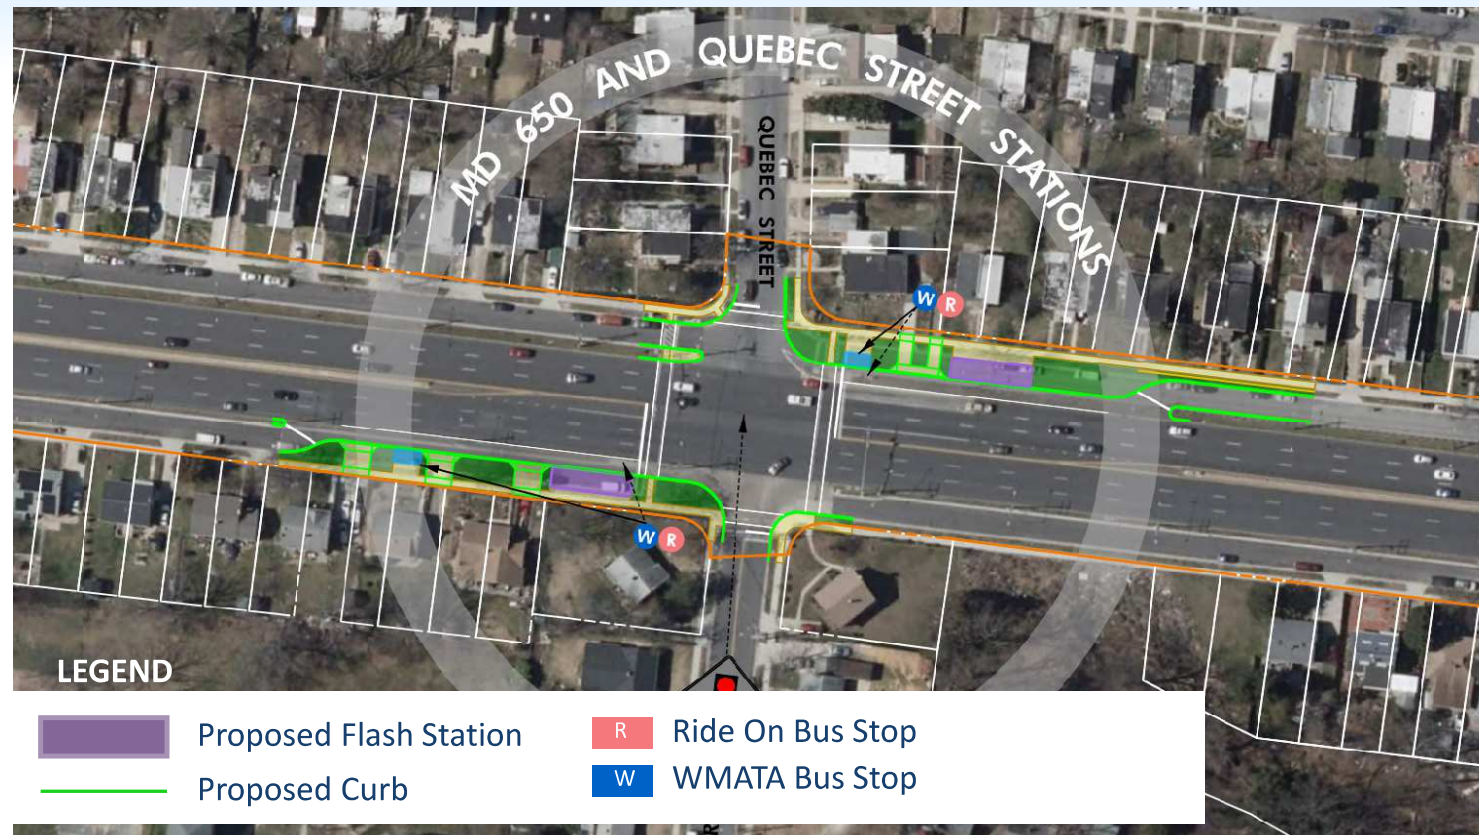 MD 650 AND QUEBEC STREET STATIONS
QUEBEC STREET
W R
W R
LEGEND
Proposed Flash Station
R Ride On Bus Stop
Proposed Curb
W WMATA Bus Stop
R